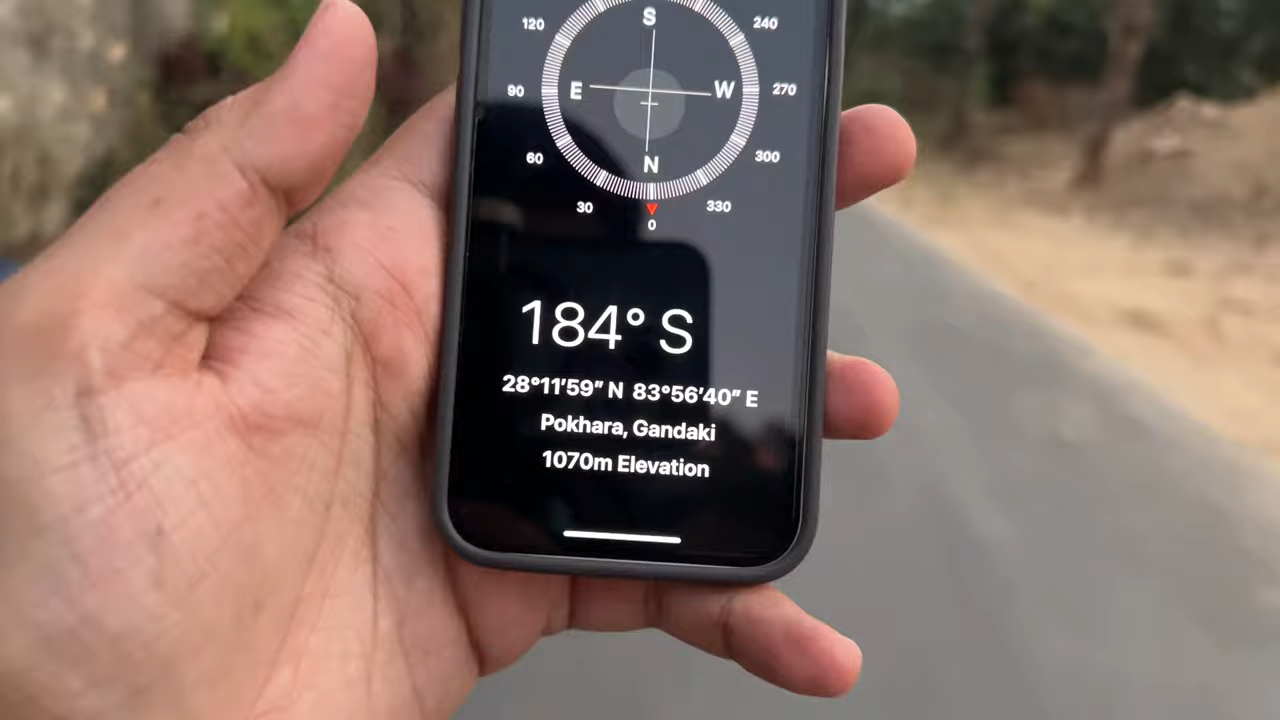 S
120
240
90
E
W
270
60
300
N
30
330
0
184° S
28°11′59″ N 83°56′40″ E
Pokhara, Gandaki
1070m Elevation